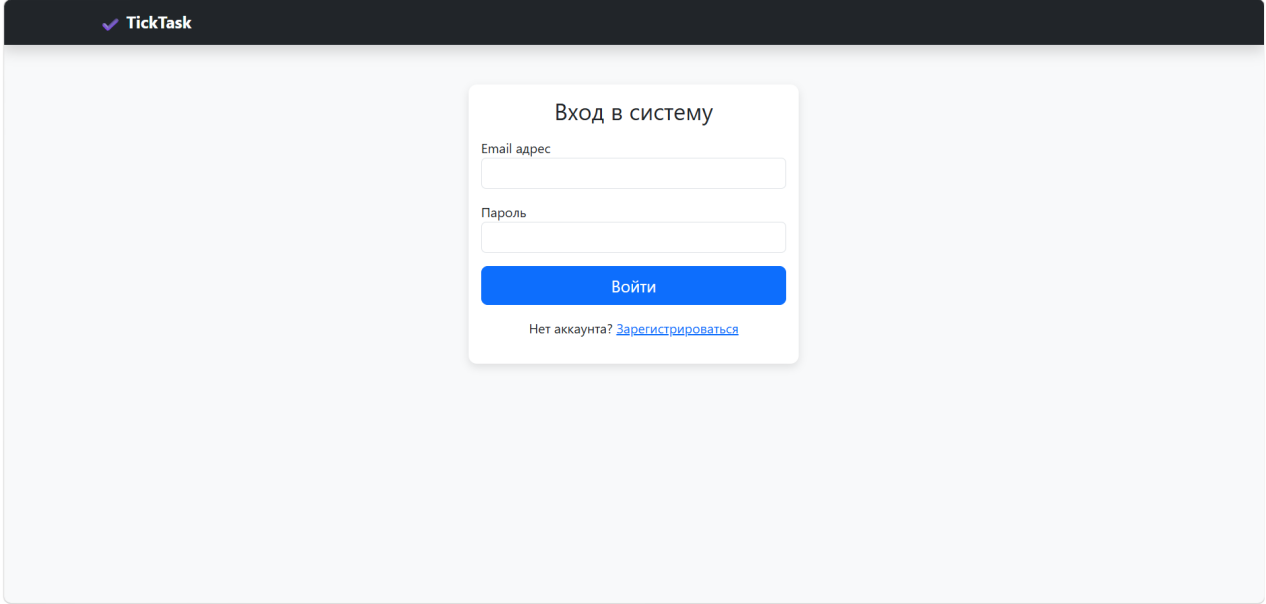 TickTask
Вход в систему
Email адрес
Пароль
Войти
Нет аккаунта? Зарегистрироваться